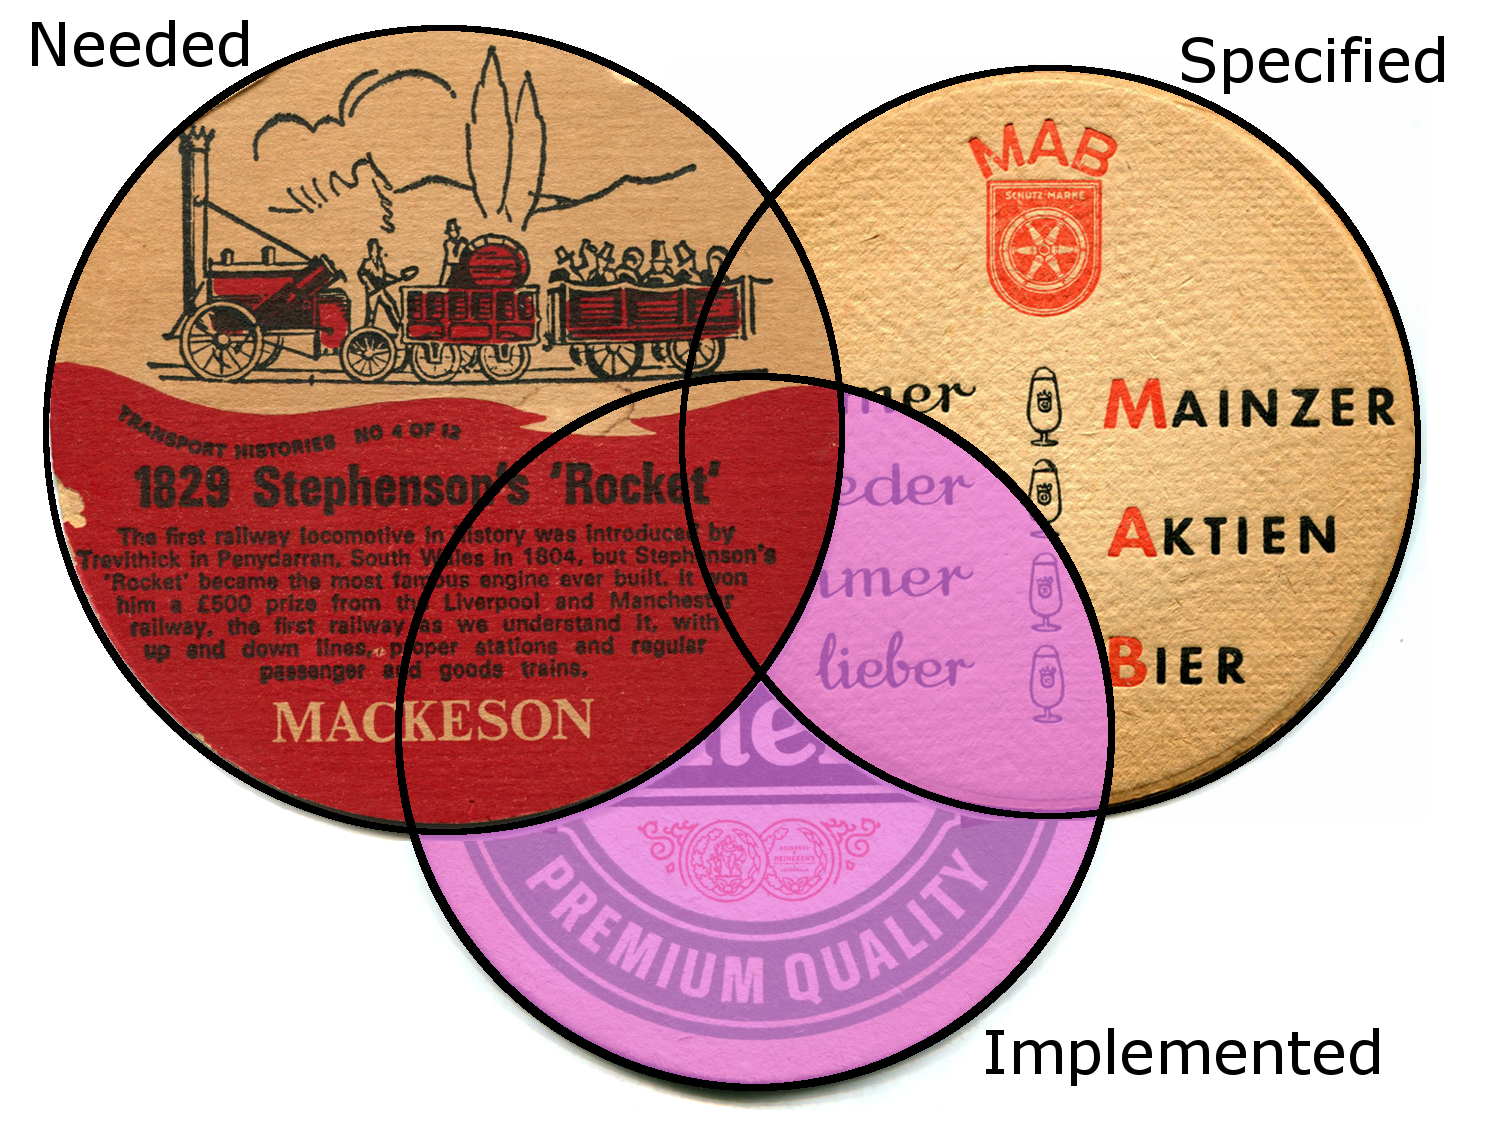 Needed
Specified
MAB
SCHUTZ-MARKE
MAINZER
TRANSPORT HISTORIES NO 4 OF 12
1829 Stephenson's 'Rocket'
eder
AKTIEN
The first railway locomotive in history was introduced by
Trevithick in Penydarran, South Wales in 1804, but Stephenson's
'Rocket' became the most famous engine ever built. It won
him a £500 prize from the Liverpool and Manchester
railway, the first railway as we understand it, with
up and down lines, proper stations and regular
passenger and goods trains.
lieber
BIER
MACKESON
PREMIUM QUALITY
Implemented